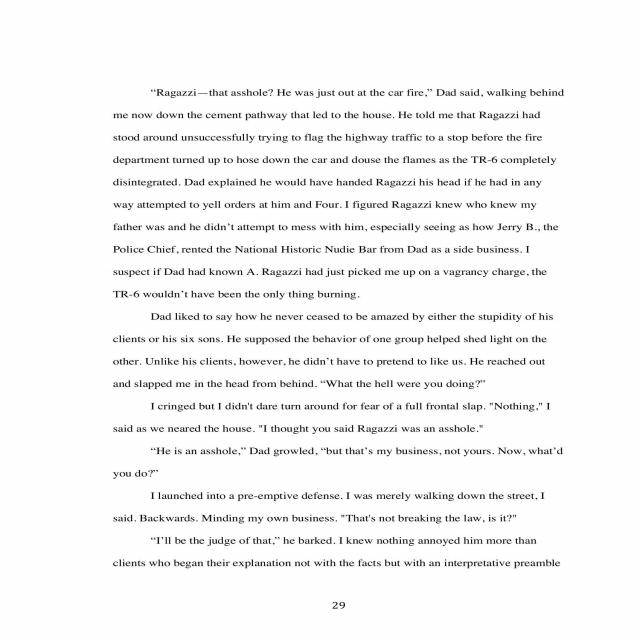 “Ragazzi—that asshole? He was just out at the car fire,” Dad said, walking behind
me now down the cement pathway that led to the house. He told me that Ragazzi had
stood around unsuccessfully trying to flag the highway traffic to a stop before the fire
department turned up to hose down the car and douse the flames as the TR-6 completely
disintegrated. Dad explained he would have handed Ragazzi his head if he had in any
way attempted to yell orders at him and Four. I figured Ragazzi knew who knew my
father was and he didn’t attempt to mess with him, especially seeing as how Jerry B., the
Police Chief, rented the National Historic Nudie Bar from Dad as a side business. I
suspect if Dad had known A. Ragazzi had just picked me up on a vagrancy charge, the
TR-6 wouldn’t have been the only thing burning.
Dad liked to say how he never ceased to be amazed by either the stupidity of his
clients or his six sons. He supposed the behavior of one group helped shed light on the
other. Unlike his clients, however, he didn’t have to pretend to like us. He reached out
and slapped me in the head from behind. “What the hell were you doing?”
I cringed but I didn't dare turn around for fear of a full frontal slap. "Nothing," I
said as we neared the house. "I thought you said Ragazzi was an asshole."
“He is an asshole,” Dad growled, “but that’s my business, not yours. Now, what’d
you do?”
I launched into a pre-emptive defense. I was merely walking down the street, I
said. Backwards. Minding my own business. "That's not breaking the law, is it?"
“I’ll be the judge of that,” he barked. I knew nothing annoyed him more than
clients who began their explanation not with the facts but with an interpretative preamble
29